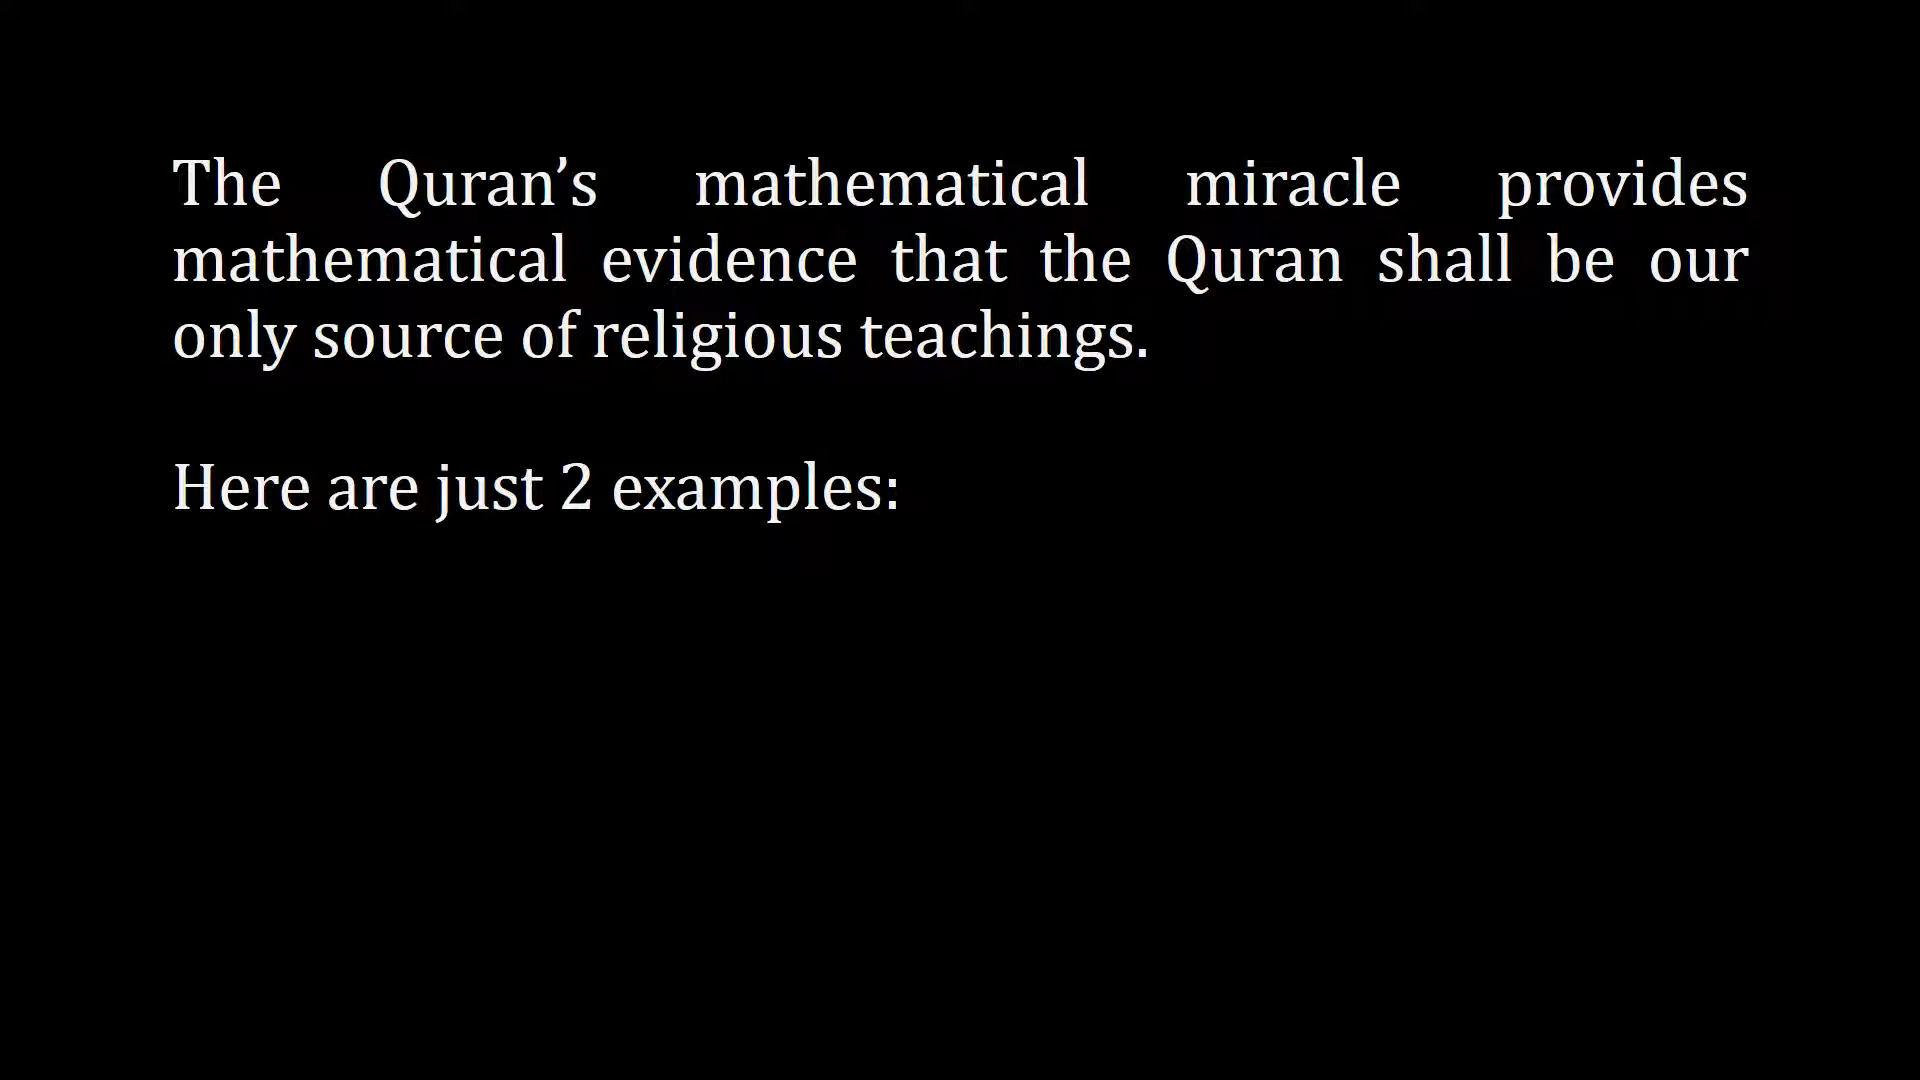 The Quran’s mathematical miracle provides
mathematical evidence that the Quran shall be our
only source of religious teachings.
Here are just 2 examples: